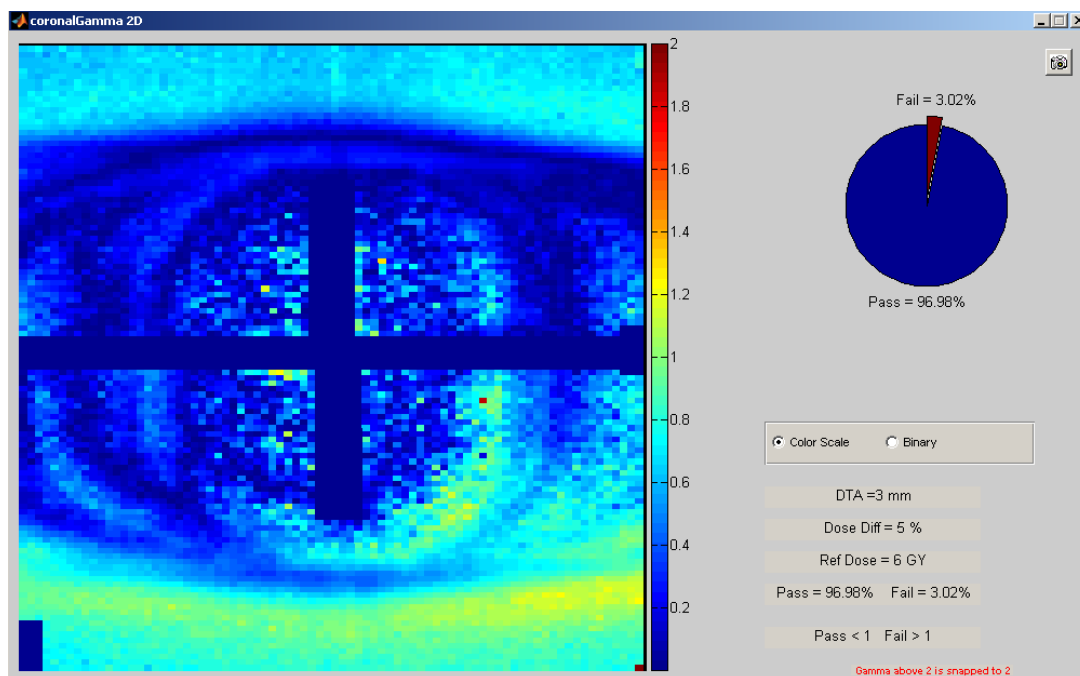 coronalGamma 2D
2
1.8
1.6
1.4
1.2
1
0.8
0.6
0.4
0.2
Fail = 3.02%
Pass = 96.98%
Color Scale Binary
DTA =3 mm
Dose Diff = 5 %
Ref Dose = 6 GY
Pass = 96.98% Fail = 3.02%
Pass < 1 Fail > 1
Gamma above 2 is snapped to 2